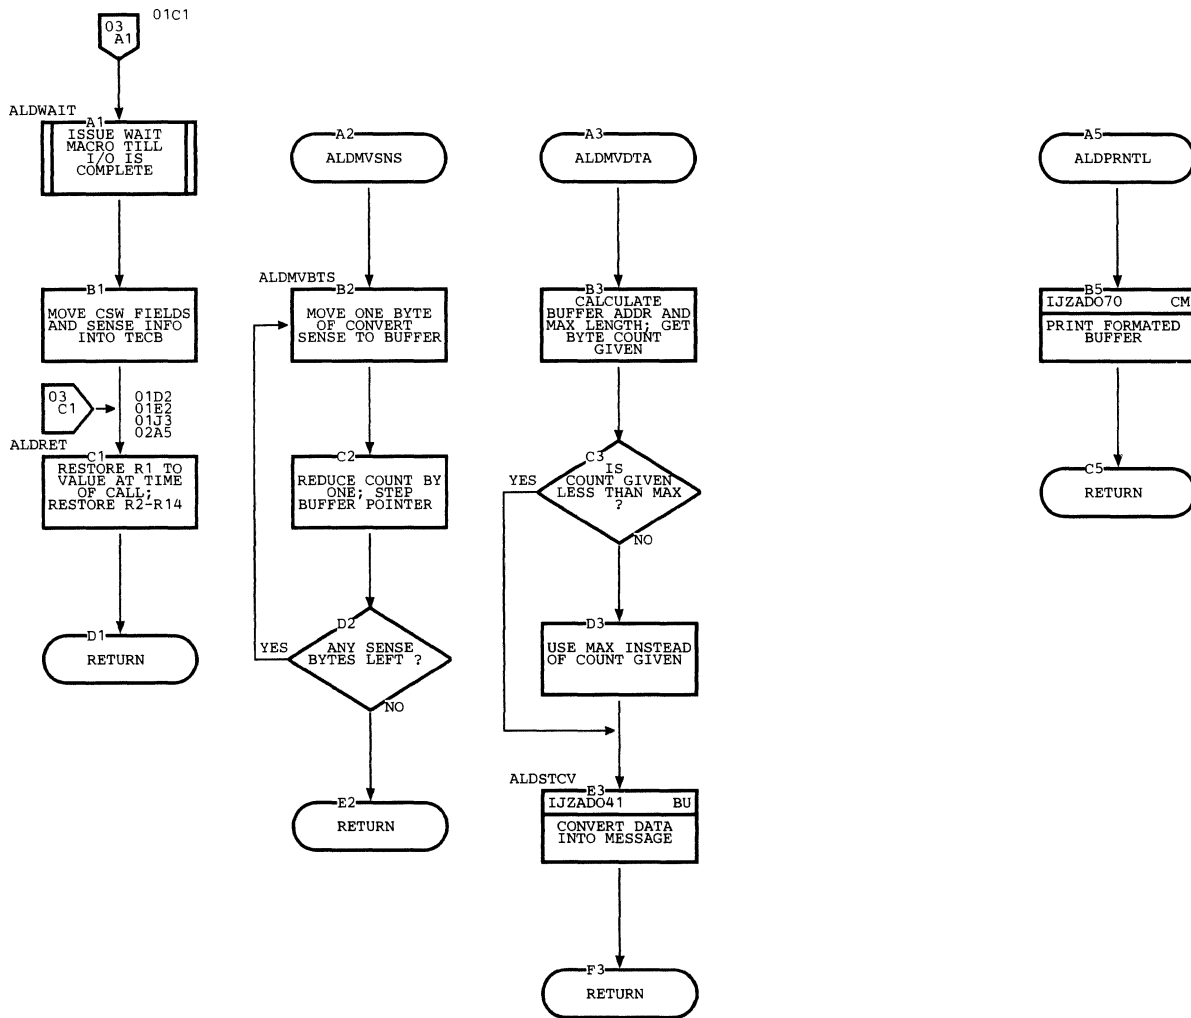 03
A1
01C1
ALDWAIT
A1
ISSUE WAIT
MACRO TILL
I/O IS
COMPLETE
B1
MOVE CSW FIELDS
AND SENSE INFO
INTO TECB
03
C1
01D2
01E2
01J3
02A5
ALDRET
C1
RESTORE R1 TO
VALUE AT TIME
OF CALL;
RESTORE R2-R14
D1
RETURN
A2
ALDMVSNS
ALDMVBTS
B2
MOVE ONE BYTE
OF CONVERT
SENSE TO BUFFER
C2
REDUCE COUNT BY
ONE; STEP
BUFFER POINTER
D2
YES
ANY SENSE
BYTES LEFT ?
NO
E2
RETURN
A3
ALDMVDTA
B3
CALCULATE
BUFFER ADDR AND
MAX LENGTH; GET
BYTE COUNT
GIVEN
C3
YES
IS
COUNT GIVEN
LESS THAN MAX
?
NO
D3
USE MAX INSTEAD
OF COUNT GIVEN
ALDSTCV
E3
IJZADO41 BU
CONVERT DATA
INTO MESSAGE
F3
RETURN
A5
ALDPRNTL
B5
IJZADO70 CM
PRINT FORMATED
BUFFER
C5
RETURN